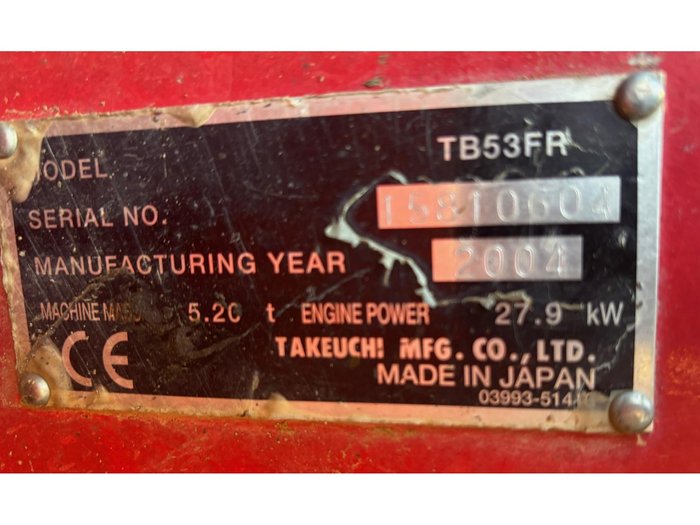 MODEL TB53FR
SERIAL NO. 15810604
MANUFACTURING YEAR 2004
MACHINE 5.20 t ENGINE POWER 27.9 kW
CE TAKEUCHI MFG. CO., LTD.
MADE IN JAPAN